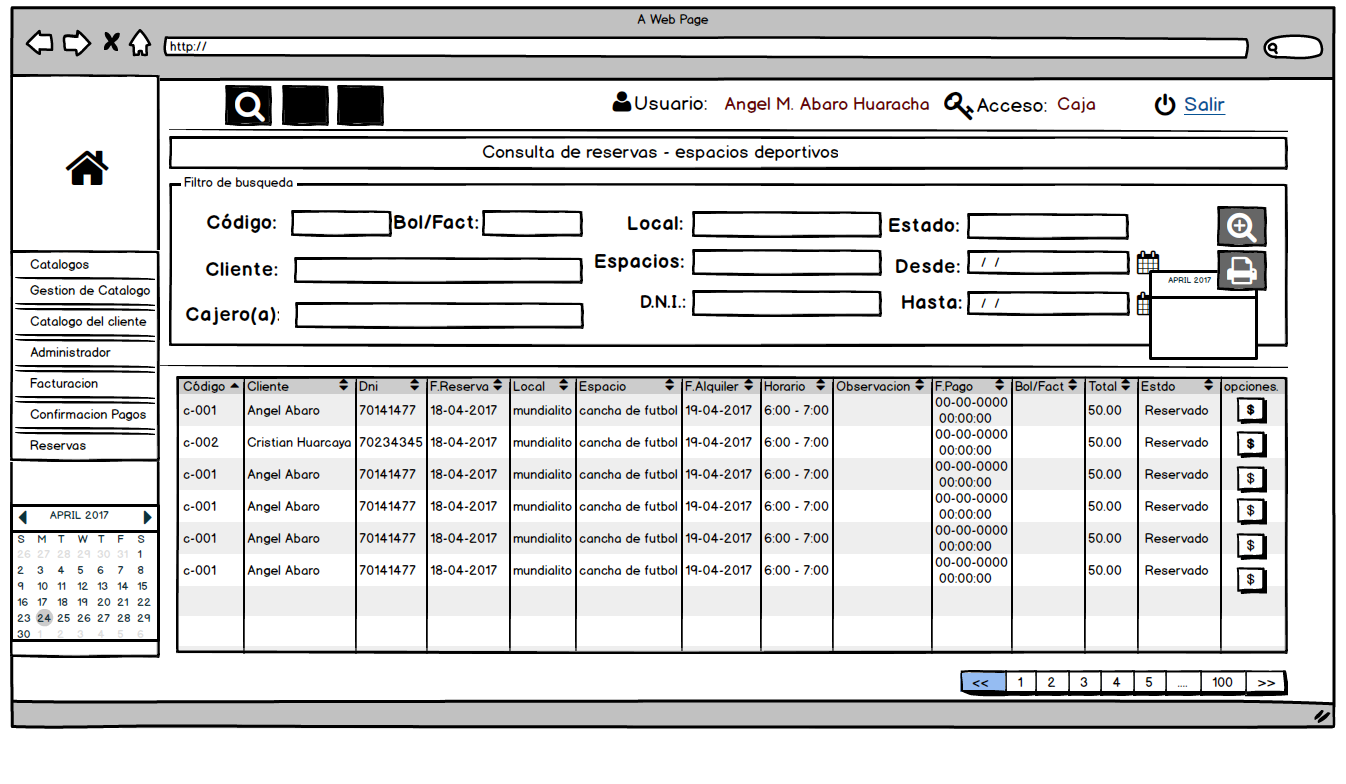 A Web Page
http://
Usuario: Angel M. Abaro Huaracha Acceso: Caja Salir
Consulta de reservas - espacios deportivos
Filtro de busqueda
Código: Bol/Fact: Local: Estado:
Cliente: Espacios: Desde: / /
Cajero(a): D.N.I.: Hasta: / /
APRIL 2017
Catalogos
Gestion de Catalogo
Catalogo del cliente
Administrador
Facturacion
Confirmacion Pagos
Reservas
APRIL 2017
S M T W T F S
26 27 28 29 30 31 1
2 3 4 5 6 7 8
9 10 11 12 13 14 15
16 17 18 19 20 21 22
23 24 25 26 27 28 29
30 1 2 3 4 5 6
Código Cliente Dni F.Reserva Local Espacio F.Alquiler Horario Observacion F.Pago Bol/Fact Total Estdo opciones.
c-001 Angel Abaro 70141477 18-04-2017 mundialito cancha de futbol 19-04-2017 6:00 - 7:00 00-00-0000 00:00:00 50.00 Reservado $
c-002 Cristian Huarcaya 70234345 18-04-2017 mundialito cancha de futbol 19-04-2017 6:00 - 7:00 00-00-0000 00:00:00 50.00 Reservado $
c-001 Angel Abaro 70141477 18-04-2017 mundialito cancha de futbol 19-04-2017 6:00 - 7:00 00-00-0000 00:00:00 50.00 Reservado $
c-001 Angel Abaro 70141477 18-04-2017 mundialito cancha de futbol 19-04-2017 6:00 - 7:00 00-00-0000 00:00:00 50.00 Reservado $
c-001 Angel Abaro 70141477 18-04-2017 mundialito cancha de futbol 19-04-2017 6:00 - 7:00 00-00-0000 00:00:00 50.00 Reservado $
c-001 Angel Abaro 70141477 18-04-2017 mundialito cancha de futbol 19-04-2017 6:00 - 7:00 00-00-0000 00:00:00 50.00 Reservado $
<< 1 2 3 4 5 .... 100 >>